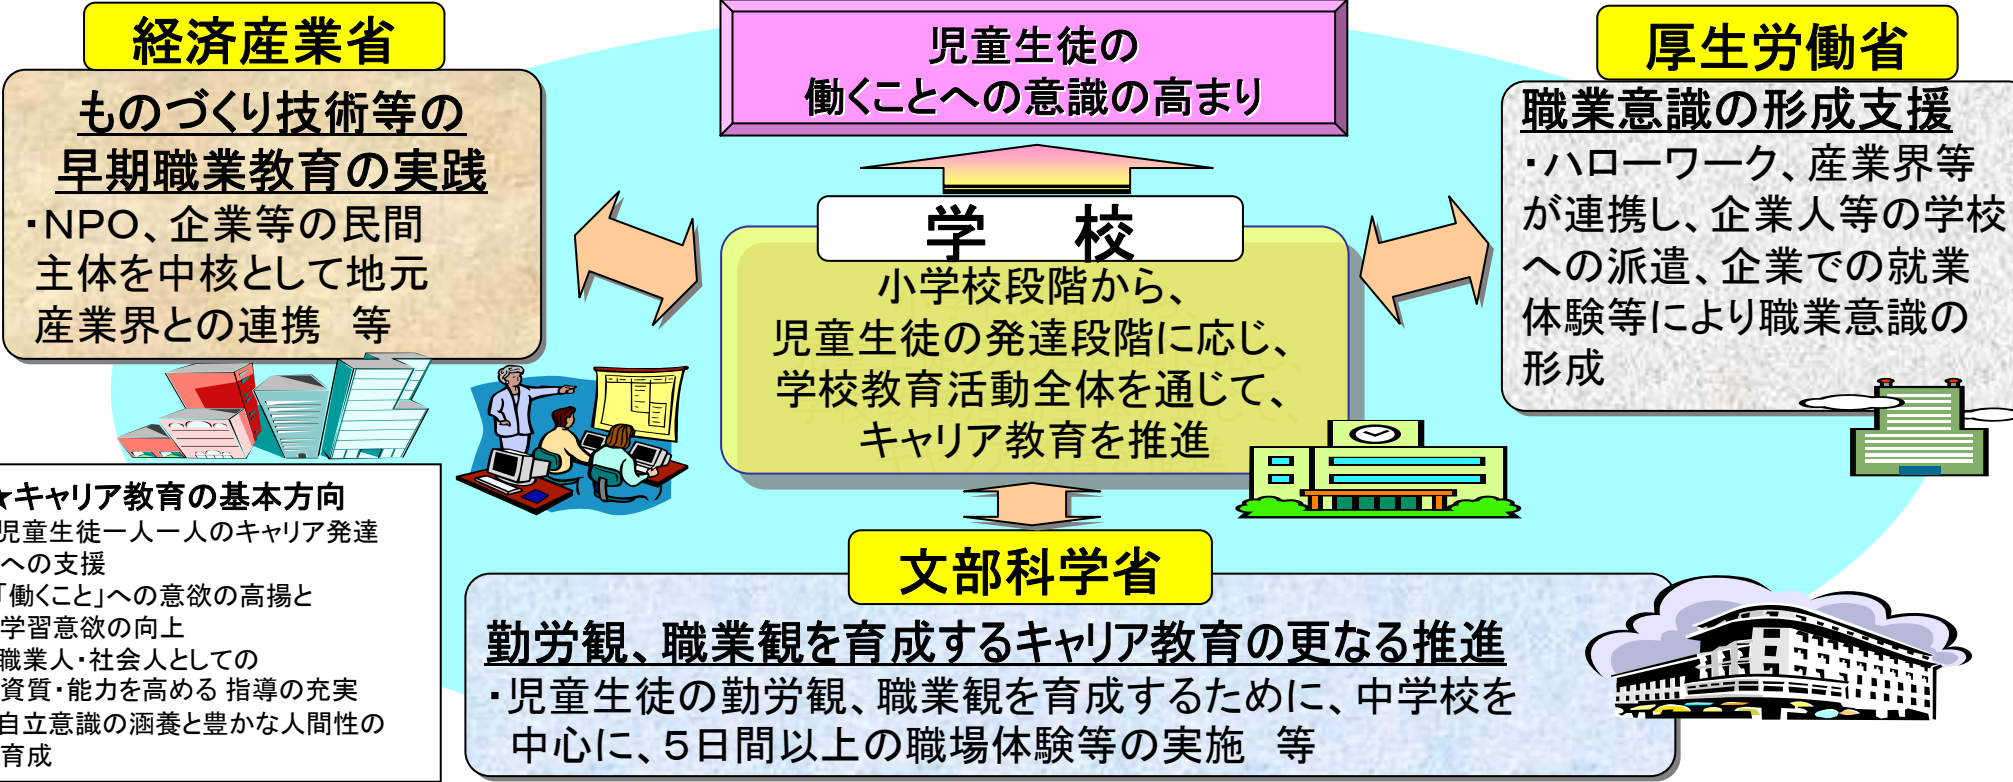 経済産業省
ものづくり技術等の
早期職業教育の実践
・NPO、企業等の民間
主体を中核として地元
産業界との連携　等
児童生徒の
働くことへの意識の高まり
厚生労働省
職業意識の形成支援
・ハローワーク、産業界等
が連携し、企業人等の学校
への派遣、企業での就業
体験等により職業意識の
形成
学　校
小学校段階から、
児童生徒の発達段階に応じ、
学校教育活動全体を通じて、
キャリア教育を推進
★キャリア教育の基本方向
児童生徒一人一人のキャリア発達
への支援
「働くこと」への意欲の高揚と
学習意欲の向上
職業人・社会人としての
資質・能力を高める 指導の充実
自立意識の涵養と豊かな人間性の
育成
文部科学省
勤労観、職業観を育成するキャリア教育の更なる推進
・児童生徒の勤労観、職業観を育成するために、中学校を
中心に、５日間以上の職場体験等の実施　等